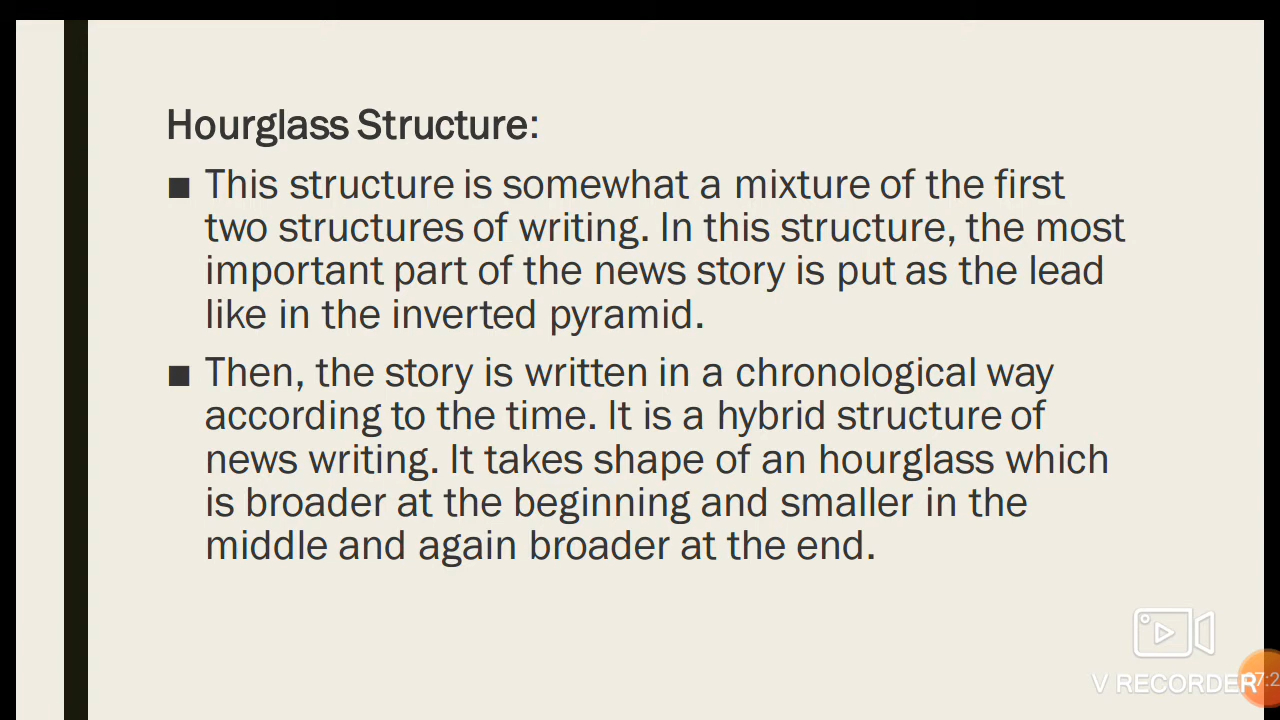 Hourglass Structure:
■ This structure is somewhat a mixture of the first
two structures of writing. In this structure, the most
important part of the news story is put as the lead
like in the inverted pyramid.
■ Then, the story is written in a chronological way
according to the time. It is a hybrid structure of
news writing. It takes shape of an hourglass which
is broader at the beginning and smaller in the
middle and again broader at the end.
V RECORDER